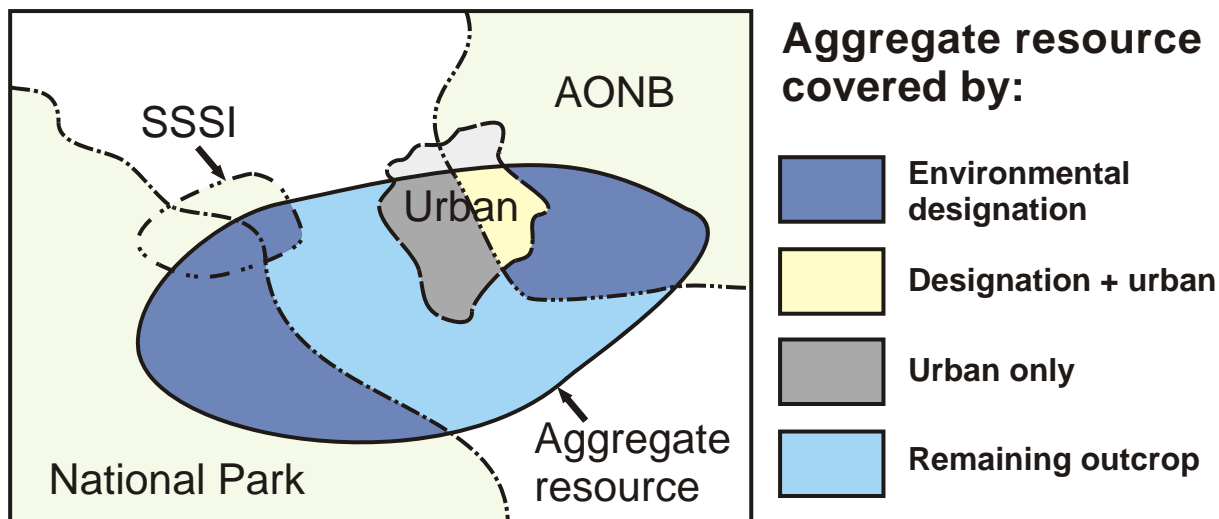 SSSI
AONB
Urban
National Park
Aggregate
resource
Aggregate resource
covered by:
Environmental
designation
Designation + urban
Urban only
Remaining outcrop